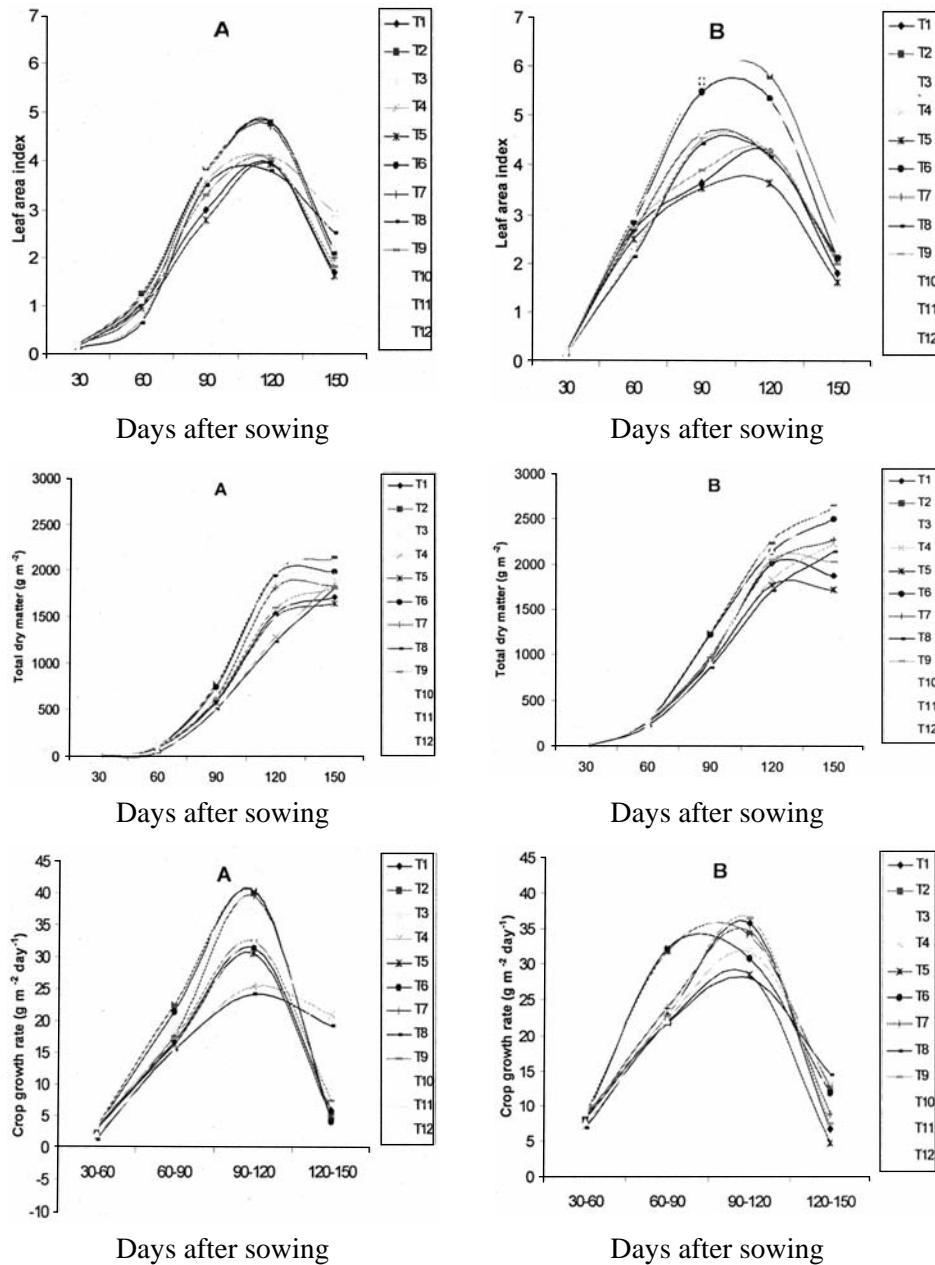 A
Leaf area index
7
6
5
4
3
2
1
0
30 60 90 120 150
Days after sowing
T1
T2
T3
T4
T5
T6
T7
T8
T9
T10
T11
T12
B
Leaf area index
7
6
5
4
3
2
1
0
30 60 90 120 150
Days after sowing
T1
T2
T3
T4
T5
T6
T7
T8
T9
T10
T11
T12
A
Total dry matter (g m⁻²)
3000
2500
2000
1500
1000
500
0
30 60 90 120 150
Days after sowing
T1
T2
T3
T4
T5
T6
T7
T8
T9
T10
T11
T12
B
Total dry matter (g m⁻²)
3000
2500
2000
1500
1000
500
0
30 60 90 120 150
Days after sowing
T1
T2
T3
T4
T5
T6
T7
T8
T9
T10
T11
T12
A
Crop growth rate (g m⁻² day⁻¹)
45
40
35
30
25
20
15
10
5
0
-5
-10
30-60 60-90 90-120 120-150
Days after sowing
T1
T2
T3
T4
T5
T6
T7
T8
T9
T10
T11
T12
B
Crop growth rate (g m⁻² day⁻¹)
45
40
35
30
25
20
15
10
5
0
30-60 60-90 90-120 120-150
Days after sowing
T1
T2
T3
T4
T5
T6
T7
T8
T9
T10
T11
T12